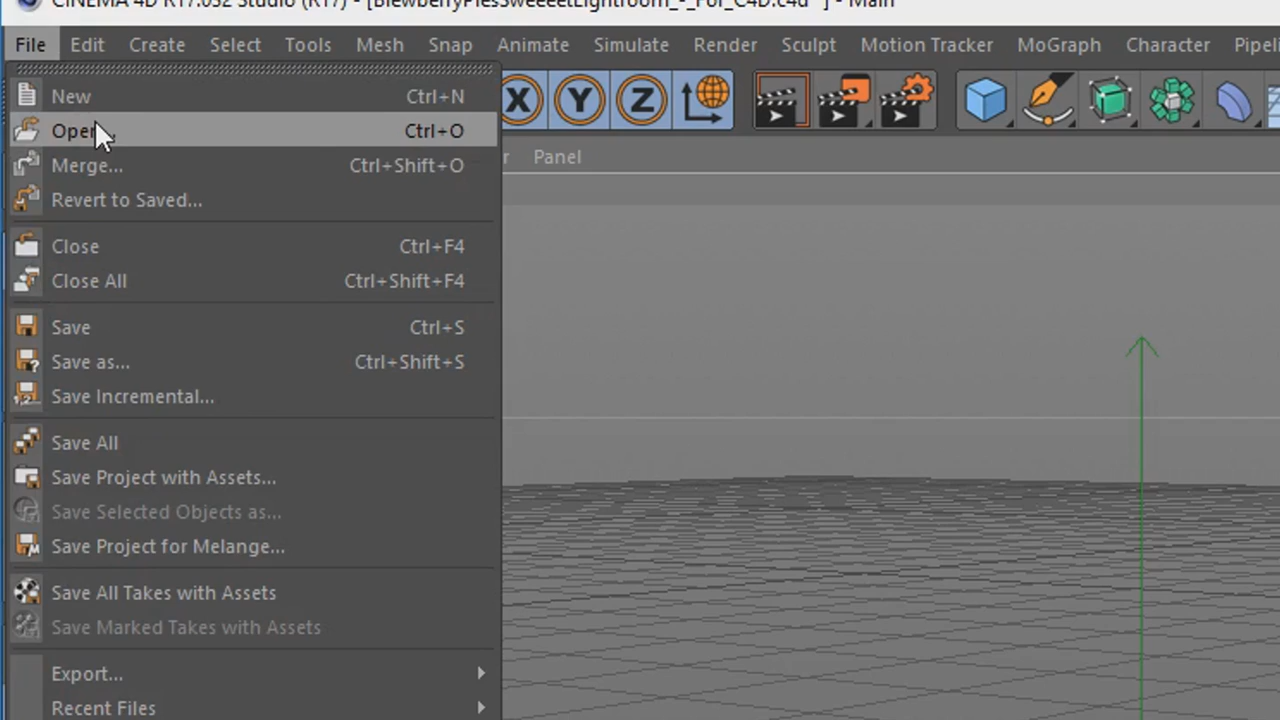 CINEMA 4D R17.032 Studio (R17) - [BlewberryPiesSweeeetLightroom_-_For_C4D.c4d *] - Main
File Edit Create Select Tools Mesh Snap Animate Simulate Render Sculpt Motion Tracker MoGraph Character Pipeli
New Ctrl+N
X Y Z
Open Ctrl+O
Panel
Merge... Ctrl+Shift+O
Revert to Saved...
Close Ctrl+F4
Close All Ctrl+Shift+F4
Save Ctrl+S
Save as... Ctrl+Shift+S
Save Incremental...
Save All
Save Project with Assets...
Save Selected Objects as...
Save Project for Melange...
Save All Takes with Assets
Save Marked Takes with Assets
Export...
Recent Files